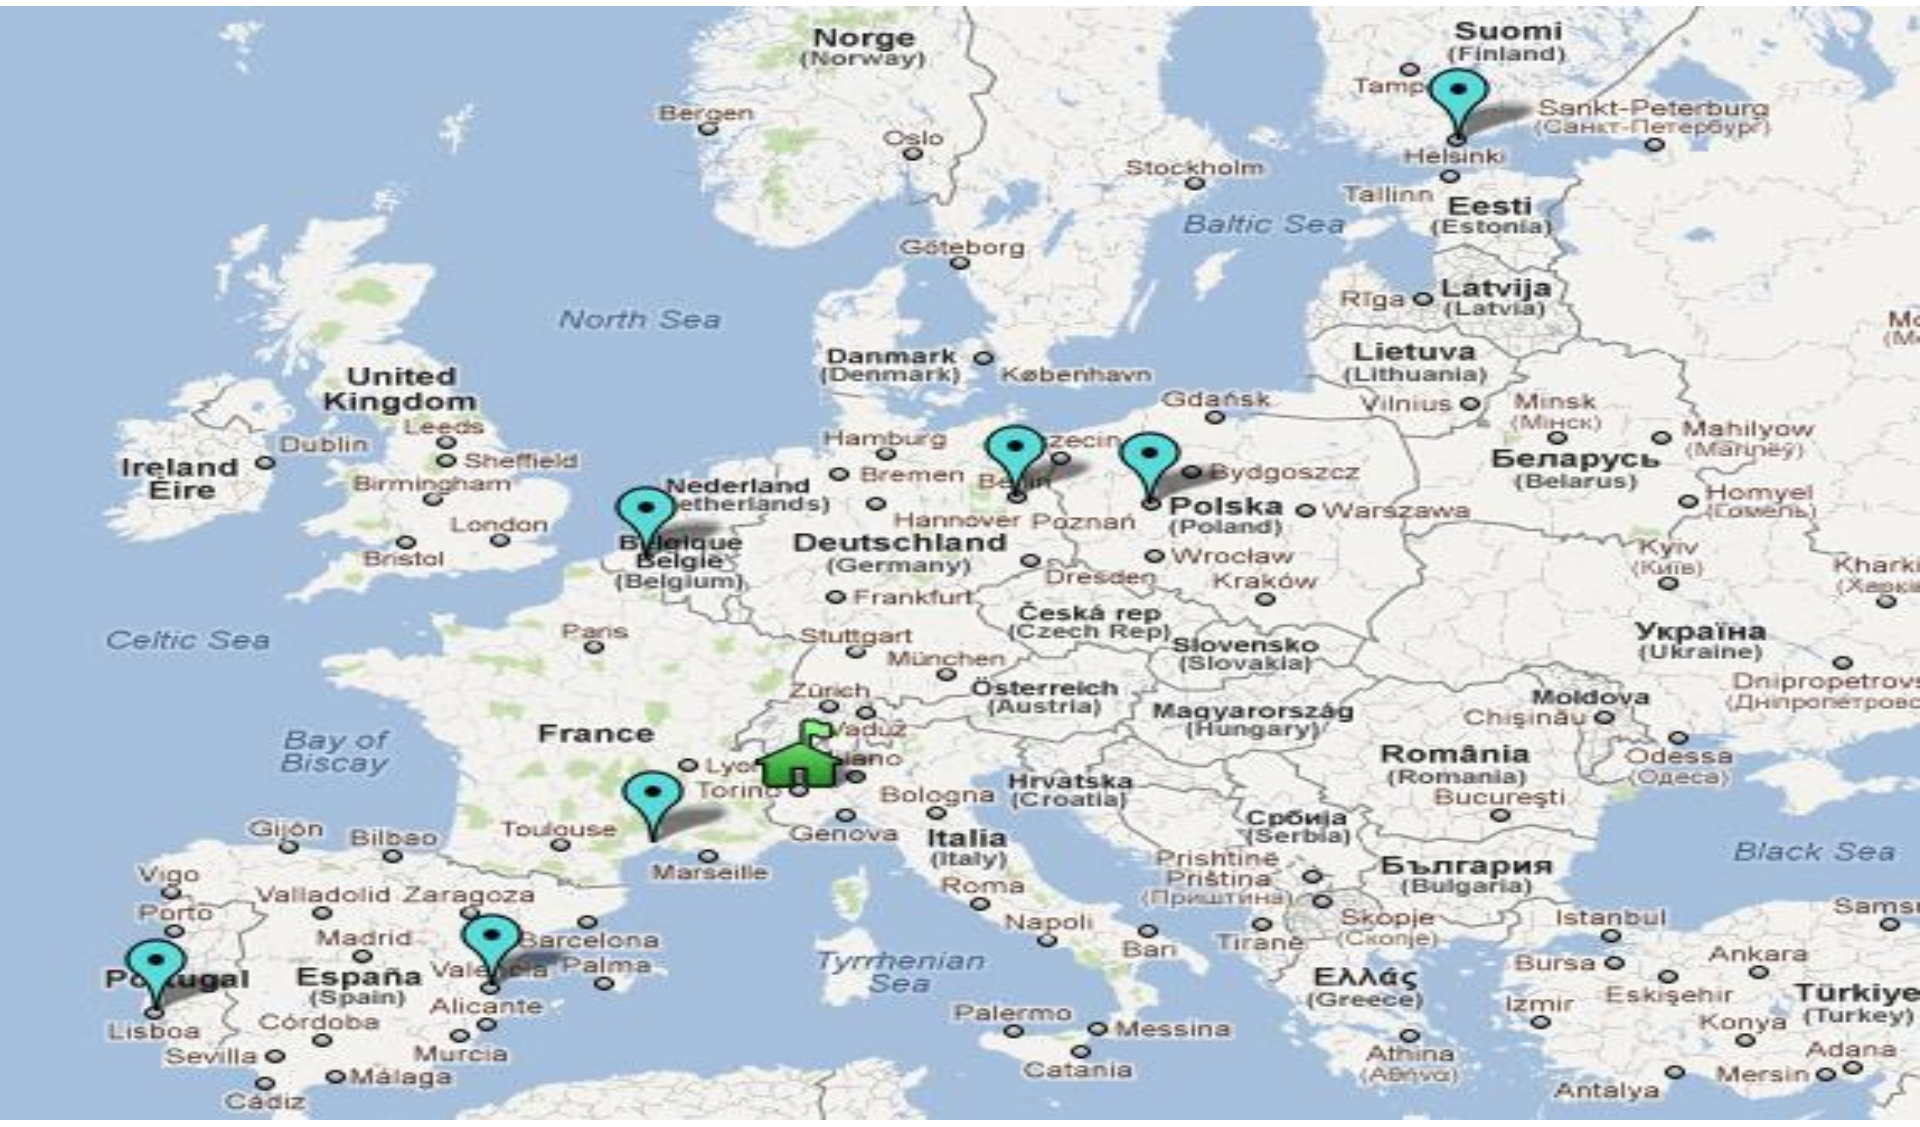 Norge
(Norway)
Suomi
(Finland)
Bergen
Oslo
Sankt-Peterburg
(Санкт-Петербург)
Helsinki
Stockholm
Tallinn
Eesti
(Estonia)
Baltic Sea
Göteborg
Rīga
Latvija
(Latvia)
North Sea
Danmark
(Denmark)
København
Lietuva
(Lithuania)
Vilnius
United
Kingdom
Leeds
Sheffield
Dublin
Ireland
Éire
Birmingham
London
Bristol
Gdańsk
Minsk
(Мінск)
Mahilyow
Беларусь
(Belarus)
Homyel
(Гомель)
Hamburg
Bremen
Bydgoszcz
Nederland
Hannover
Poznań
Polska
(Poland)
Warszawa
Belgie
(Belgium)
Deutschland
(Germany)
Dresden
Wrocław
Kraków
Kyiv
(Київ)
Frankfurt
Česká rep
(Czech Rep)
Slovensko
(Slovakia)
Україна
(Ukraine)
Celtic Sea
Paris
Stuttgart
München
Zürich
Vaduz
Österreich
(Austria)
Magyarország
(Hungary)
Moldova
Chişinău
Odessa
(Одеса)
Bay of
Biscay
France
Torino
Bologna
Genova
Hrvatska
(Croatia)
România
(Romania)
Bucureşti
Србија
(Serbia)
Italia
(Italy)
България
(Bulgaria)
Black Sea
Gijón
Bilbao
Toulouse
Marseille
Roma
Napoli
Bari
Prishtinë
Priština
(Приштина)
Tiranë
Skopje
(Скопје)
Istanbul
Ankara
Vigo
Porto
Valladolid
Zaragoza
Madrid
Barcelona
Portugal
España
(Spain)
Valencia
Palma
Tyrrhenian
Sea
Ελλάς
(Greece)
Bursa
Eskişehir
Türkiye
(Turkey)
Lisboa
Alicante
Córdoba
Murcia
Sevilla
Málaga
Cádiz
Palermo
Messina
Catania
Izmir
Konya
Athina
(Αθήνα)
Adana
Antalya
Mersin